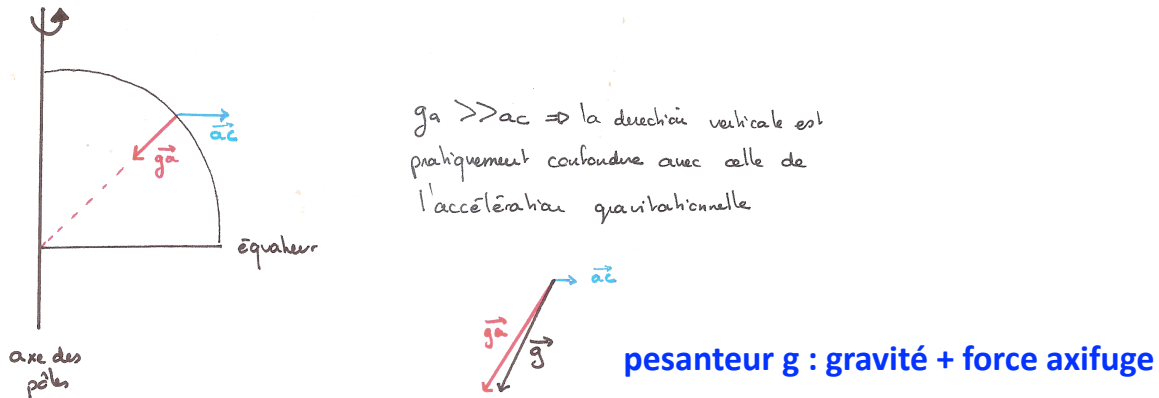 ac
ga
équateur
axe des
pôles
ga >> ac => la direction verticale est
pratiquement confondue avec celle de
l'accélération gravitationnelle
ac
ga
g
pesanteur g : gravité + force axifuge